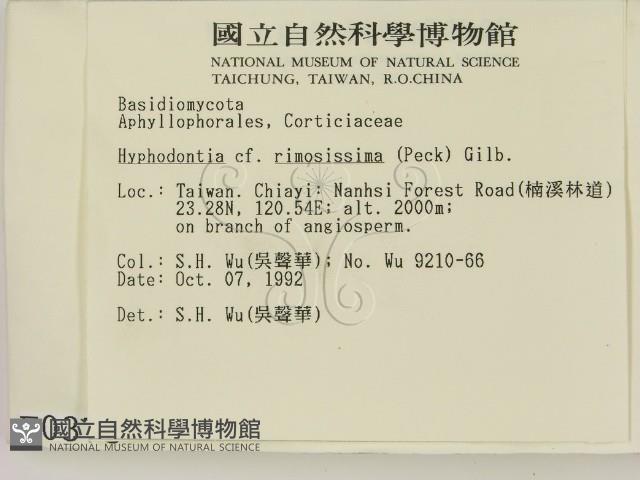 國立自然科學博物館
NATIONAL MUSEUM OF NATURAL SCIENCE
TAICHUNG, TAIWAN, R.O.CHINA
Basidiomycota
Aphyllophorales, Corticiaceae
Hyphodontia cf. rimosissima (Peck) Gilb.
Loc.: Taiwan. Chiayi: Nanhsi Forest Road(楠溪林道)
23.28N, 120.54E; alt. 2000m;
on branch of angiosperm.
Col.: S.H. Wu(吳聲華); No. Wu 9210-66
Date: Oct. 07, 1992
Det.: S.H. Wu(吳聲華)
國立自然科學博物館
NATIONAL MUSEUM OF NATURAL SCIENCE